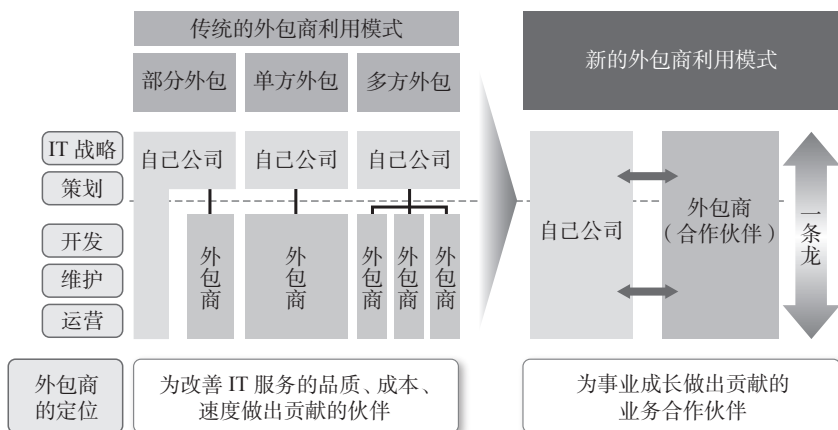 传统的外包商利用模式
部分外包
单方外包
多方外包
新的外包商利用模式
IT 战略
策划
开发
维护
运营
自己公司
自己公司
自己公司
外包商
外包商
外包商
外包商
外包商
自己公司
外包商
（合作伙伴）
一条龙
外包商
的定位
为改善 IT 服务的品质、成本、
速度做出贡献的伙伴
为事业成长做出贡献的
业务合作伙伴